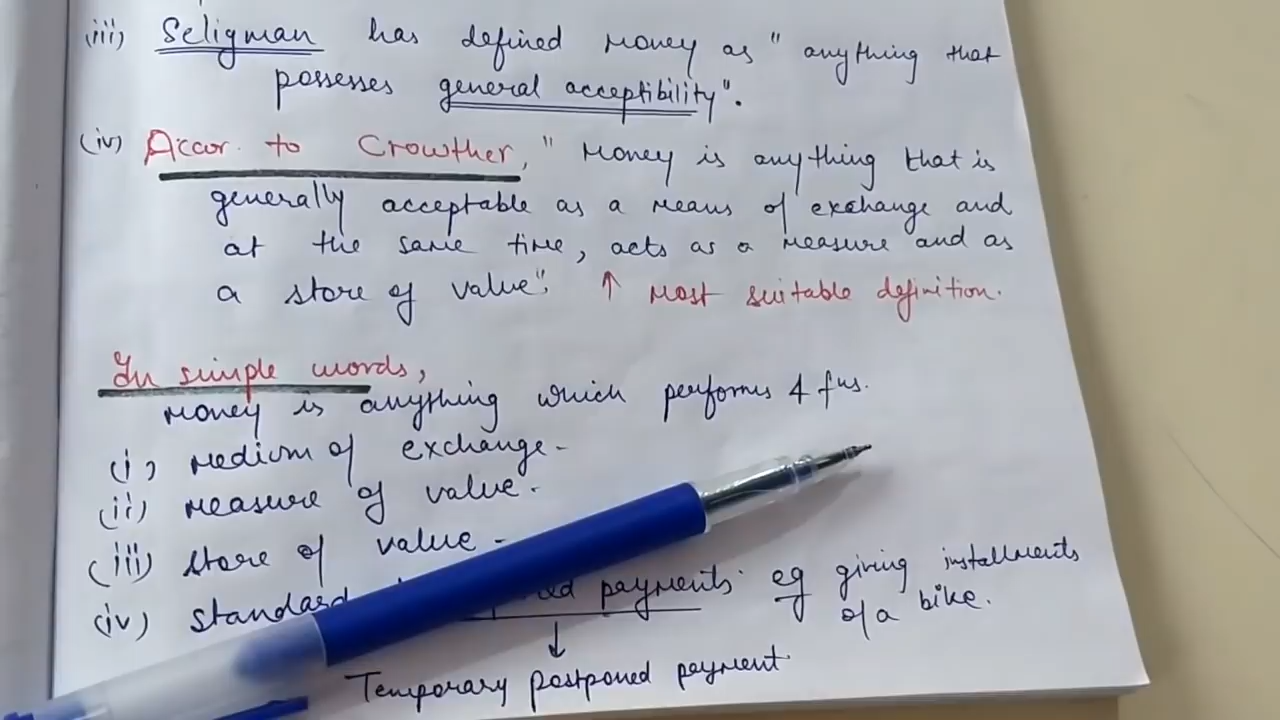 iii) Seligman has defined Money as " anything that
possesses general acceptibility".
(iv) Accor. to Crowther, " Money is anything that is
generally acceptable as a means of exchange and
at the same time, acts as a measure and as
a store of value". ↑ Most suitable definition.
In simple words,
Money is anything which performs 4 fns.
(i) Medium of exchange.
(ii) Measure of value.
(iii) Store of value.
(iv) Standard payments eg giving installments
of a bike.
↓
Temporary postponed payment